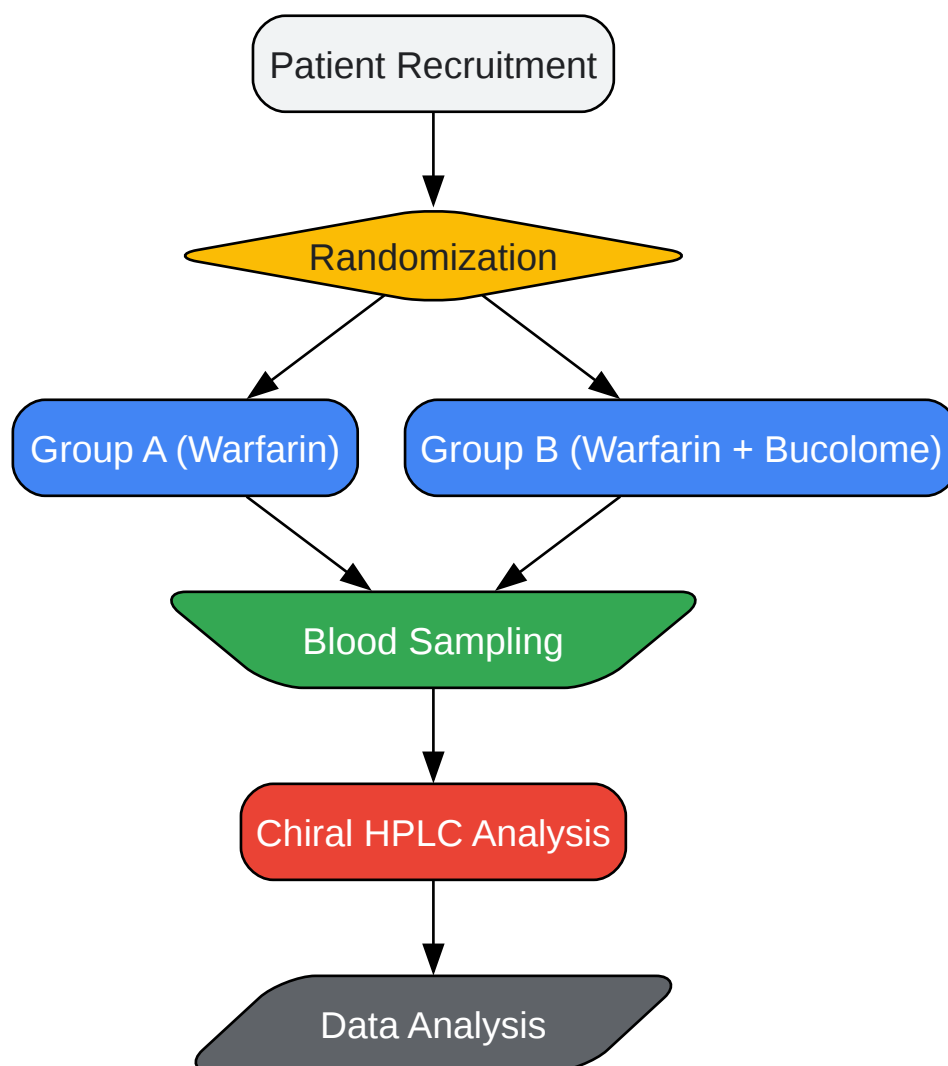 Patient Recruitment
Randomization
Group A (Warfarin)
Group B (Warfarin + Bucolome)
Blood Sampling
Chiral HPLC Analysis
Data Analysis